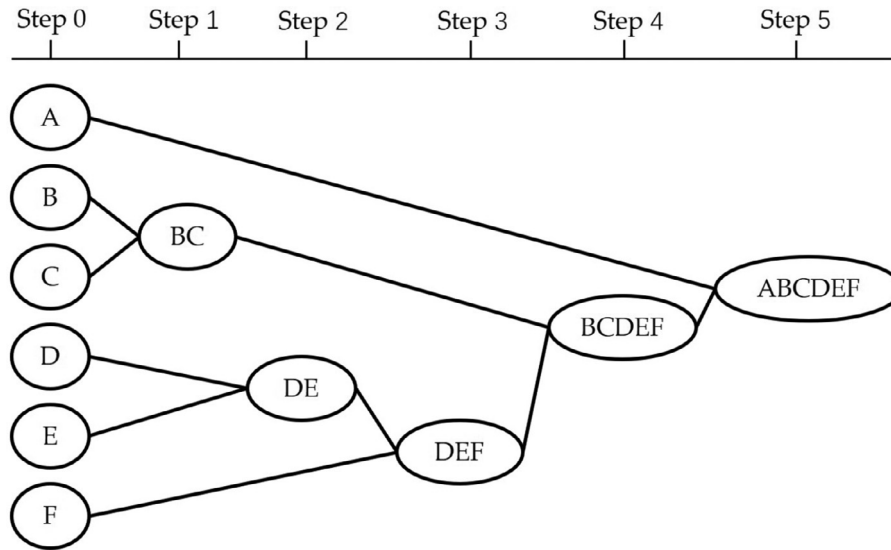 Step 0 Step 1 Step 2 Step 3 Step 4 Step 5
A
B
BC
C
ABCDEF
BCDEF
D
DE
E
DEF
F